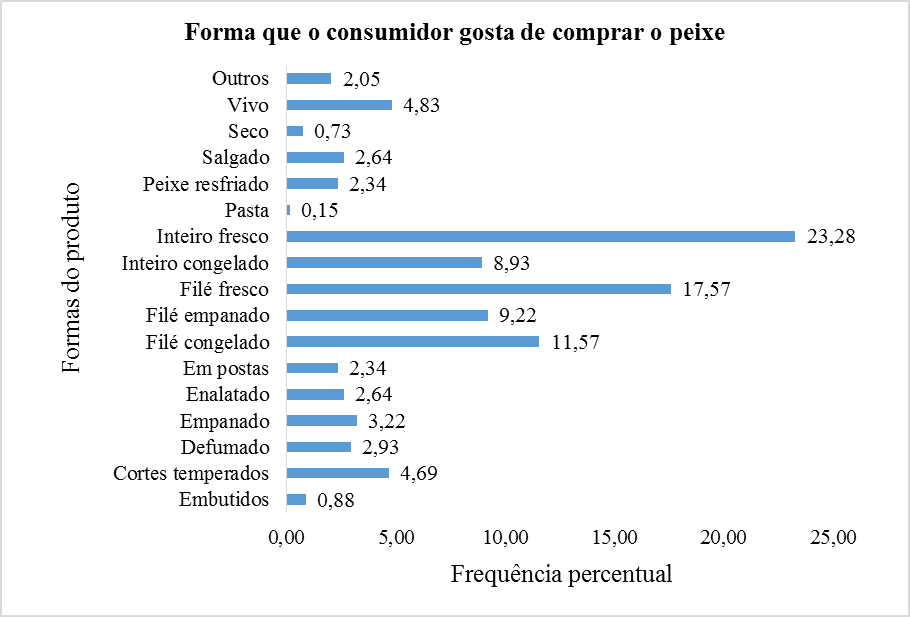 Forma que o consumidor gosta de comprar o peixe
Formas do produto
Outros 2,05
Vivo 4,83
Seco 0,73
Salgado 2,64
Peixe resfriado 2,34
Pasta 0,15
Inteiro fresco 23,28
Inteiro congelado 8,93
Filé fresco 17,57
Filé empanado 9,22
Filé congelado 11,57
Em postas 2,34
Enalatado 2,64
Empanado 3,22
Defumado 2,93
Cortes temperados 4,69
Embutidos 0,88
0,00 5,00 10,00 15,00 20,00 25,00
Frequência percentual